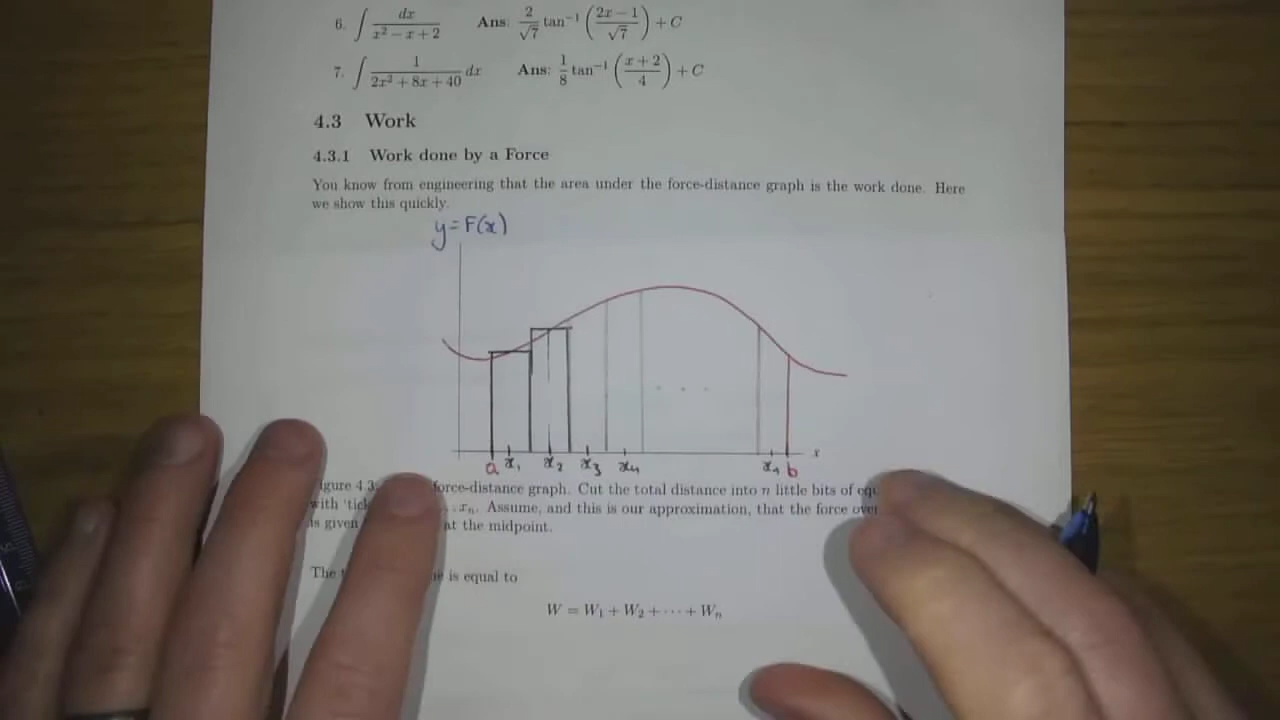 6. ∫ dx / (x² − x + 2) Ans: 2/√7 tan⁻¹ ((2x − 1)/√7) + C
7. ∫ 1 / (2x² + 8x + 40) dx Ans: 1/8 tan⁻¹ ((x + 2)/4) + C
4.3 Work
4.3.1 Work done by a Force
You know from engineering that the area under the force-distance graph is the work done. Here
we show this quickly.
y=F(x)
a x₁ x₂ x₃ x₄ b
x
igure 4.3: force-distance graph. Cut the total distance into n little bits of
with xₙ. Assume, and this is our approximation, that the force over
is given at the midpoint.
The is equal to
W = W₁ + W₂ + ··· + Wₙ